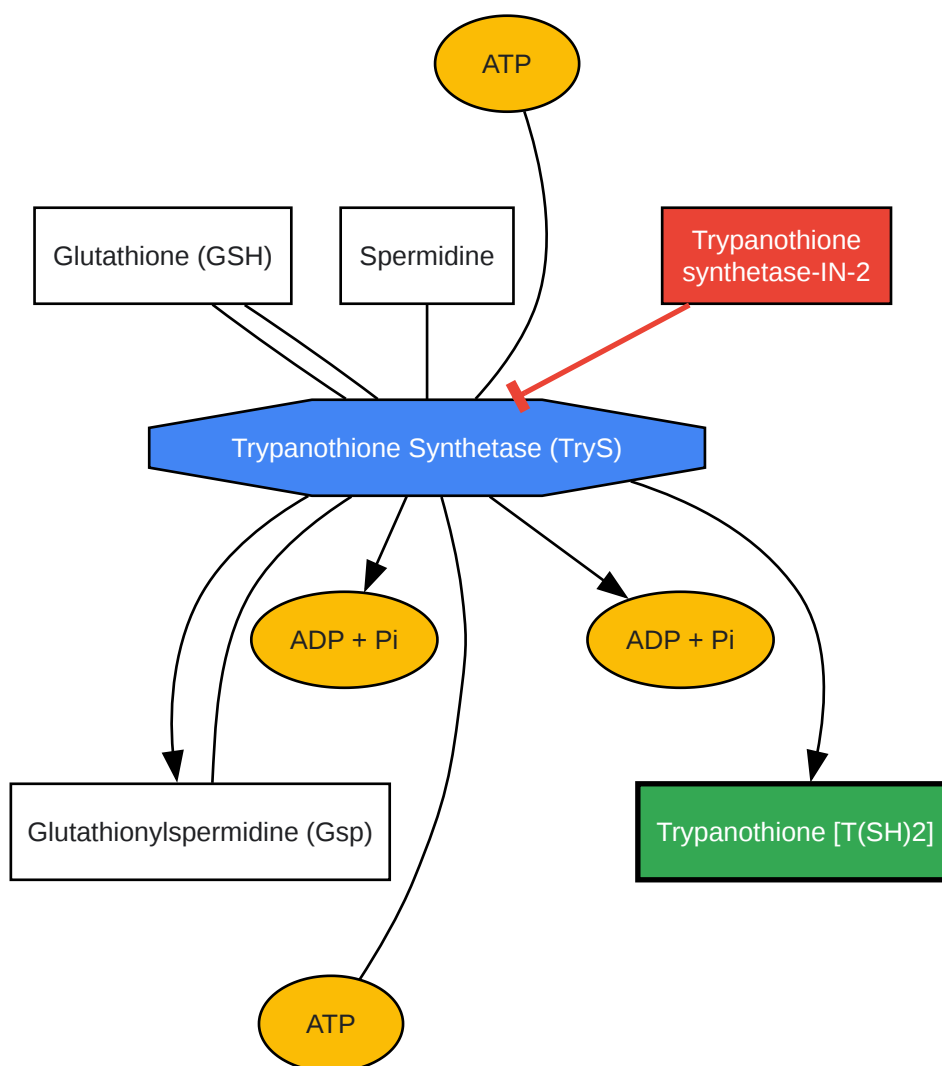 ATP
Glutathione (GSH)
Spermidine
Trypanothione
synthetase-IN-2
Trypanothione Synthetase (TryS)
ADP + Pi
ADP + Pi
Glutathionylspermidine (Gsp)
Trypanothione [T(SH)2]
ATP